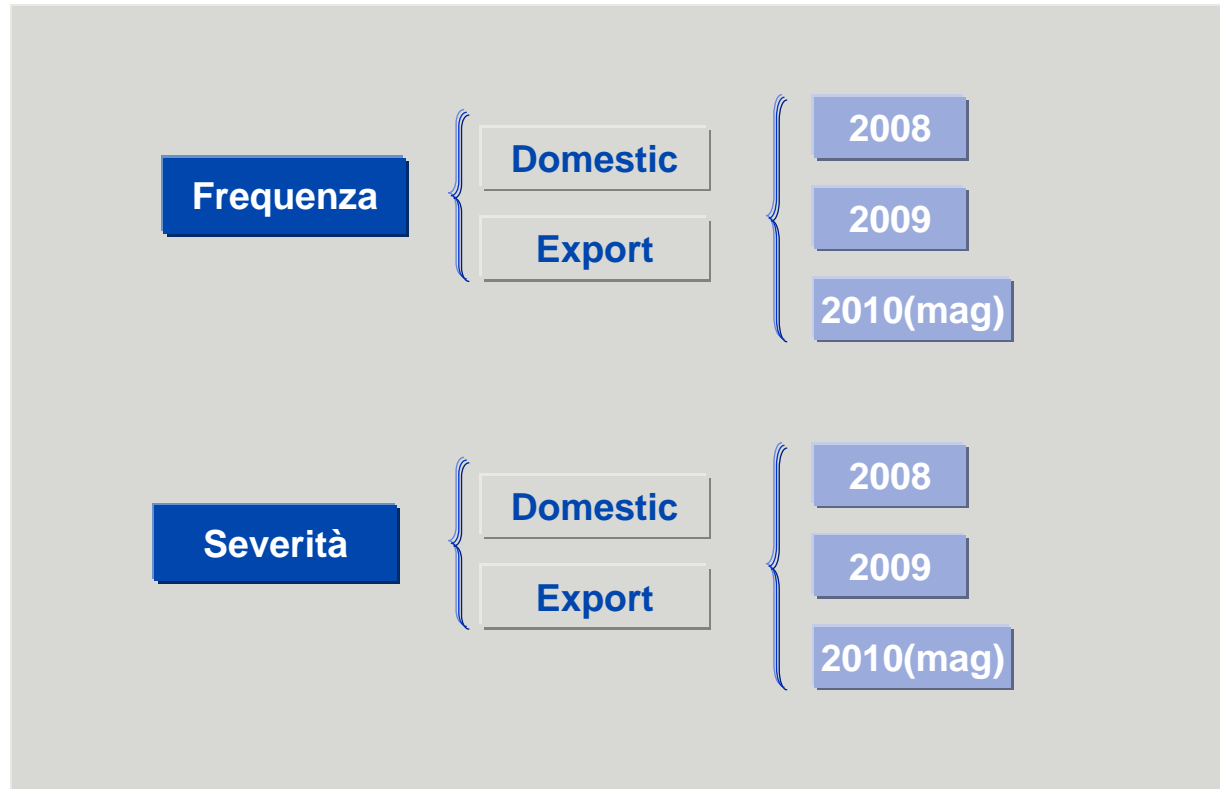 Frequenza
Domestic
Export
2008
2009
2010(mag)
Severità
Domestic
Export
2008
2009
2010(mag)